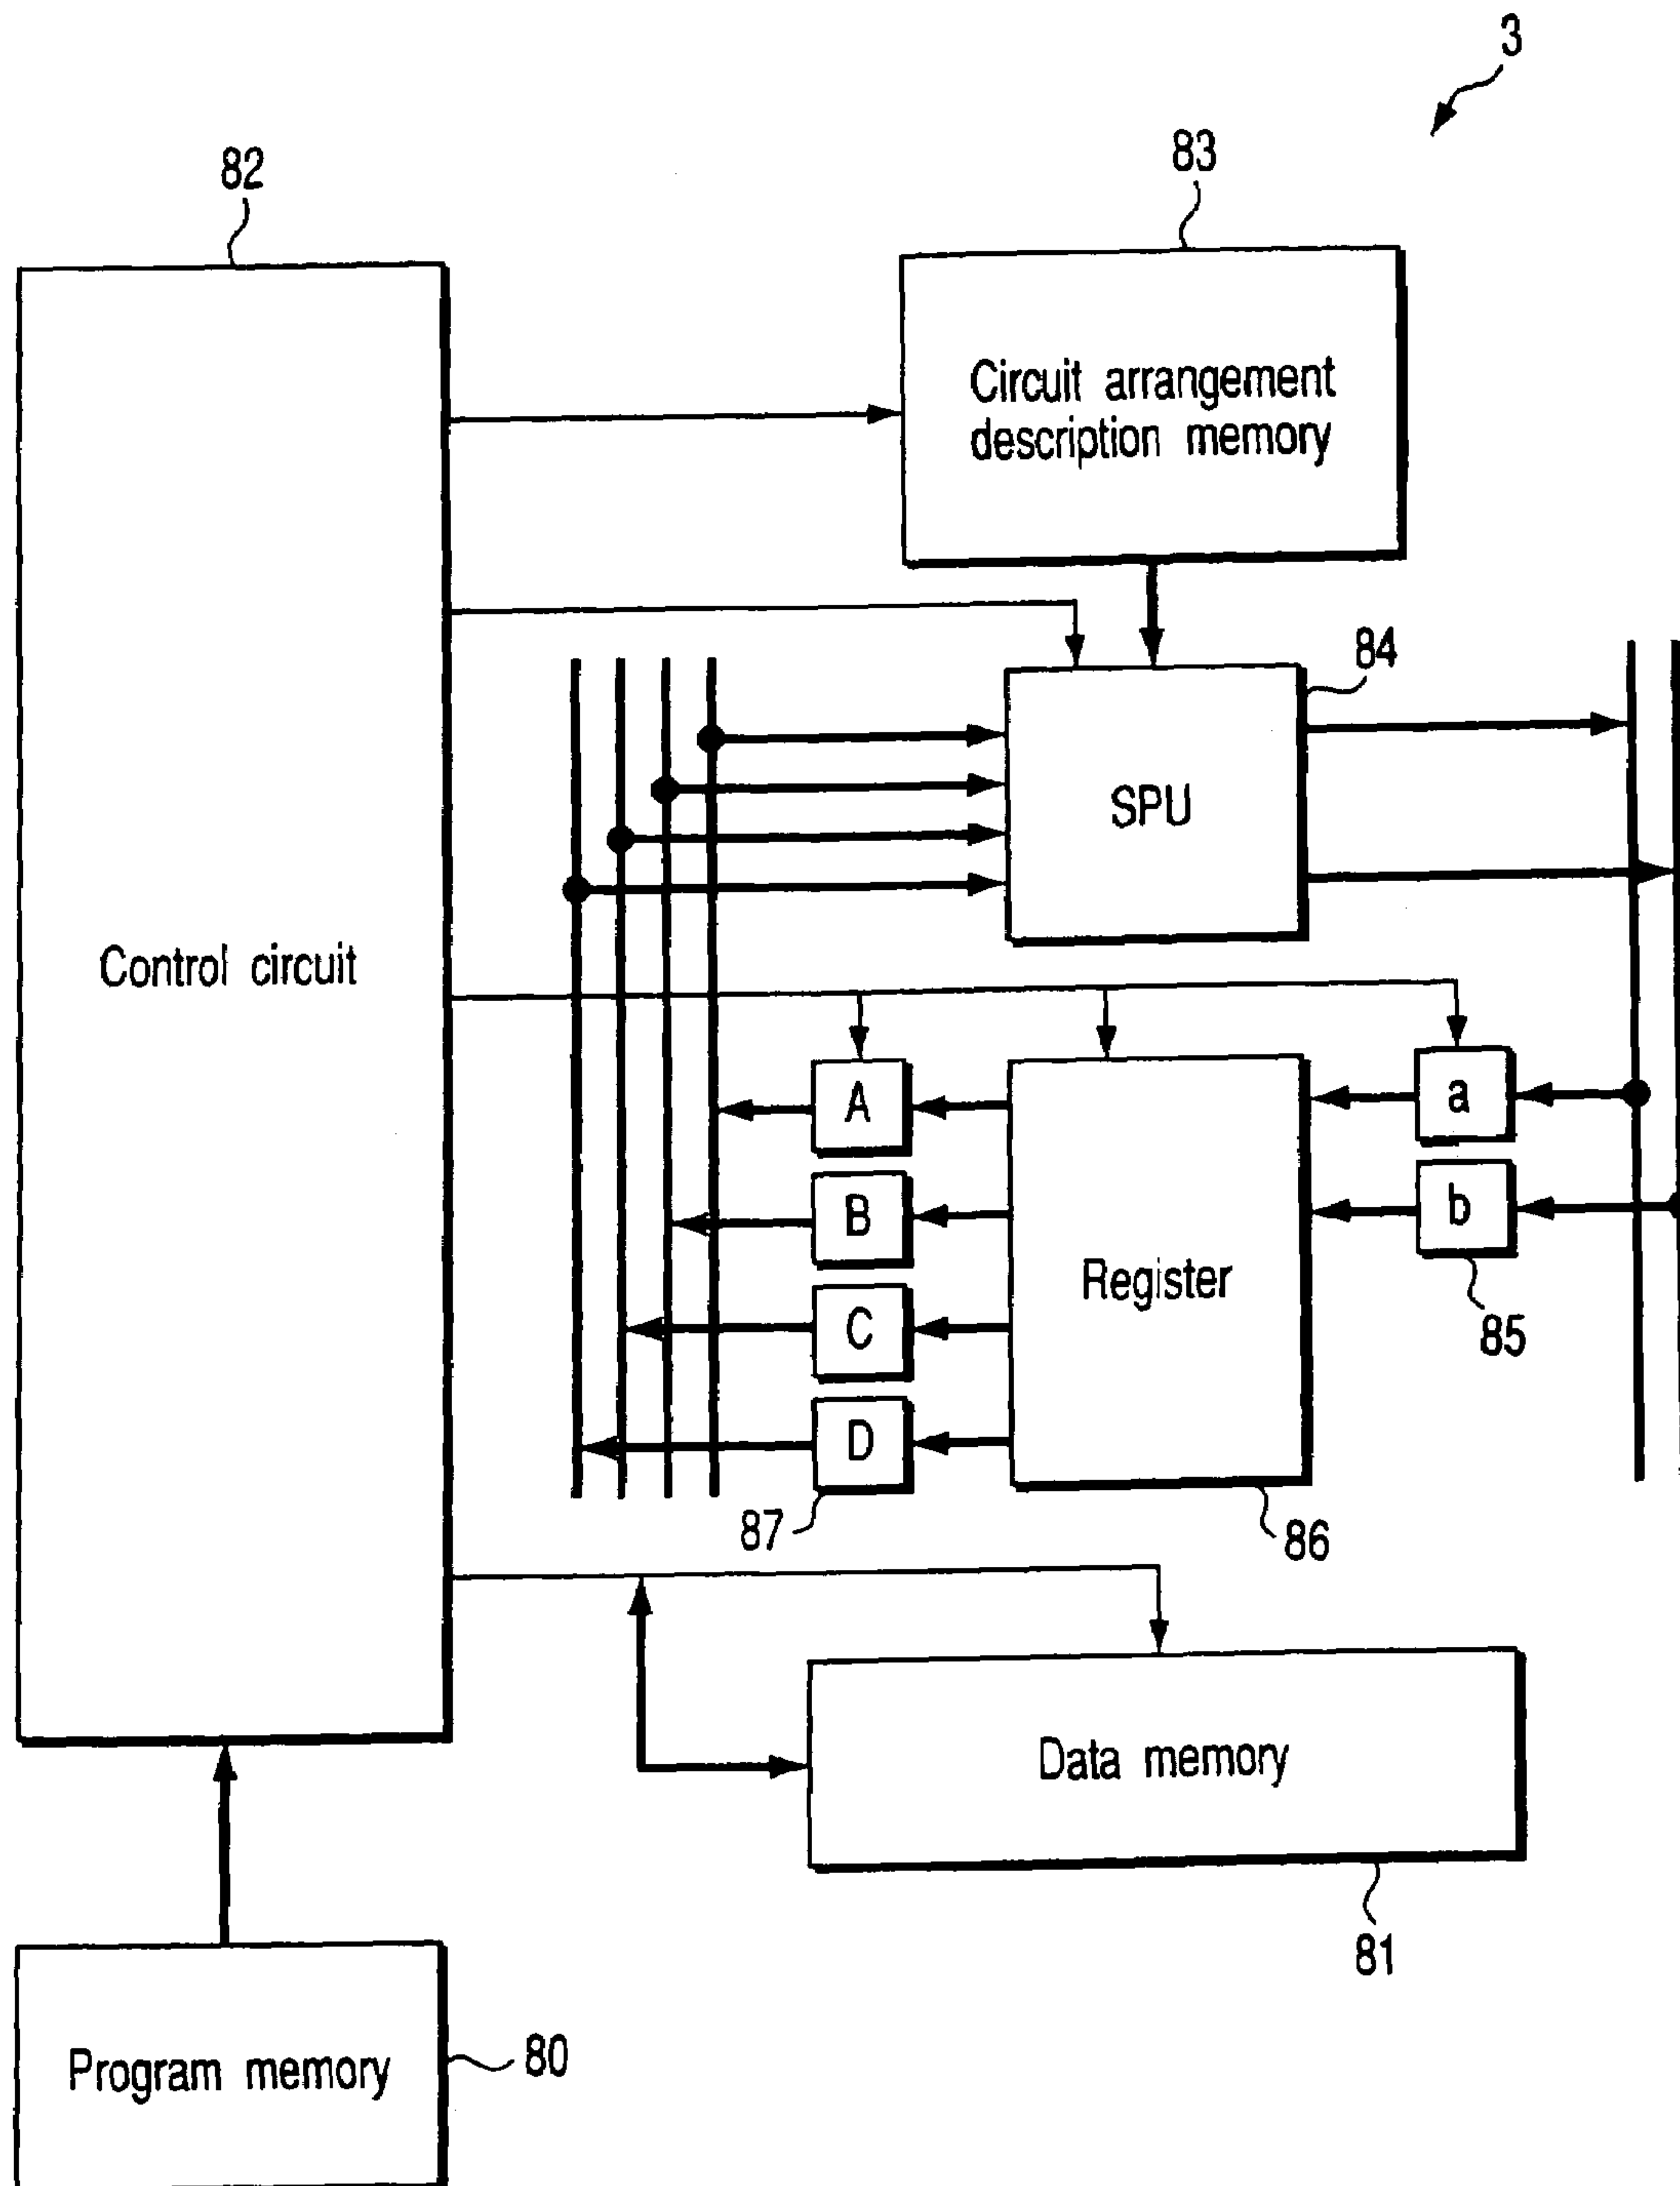 3
82
83
Circuit arrangement
description memory
84
SPU
Control circuit
A
a
B
b
Register
85
C
D
87
86
Data memory
81
Program memory
80